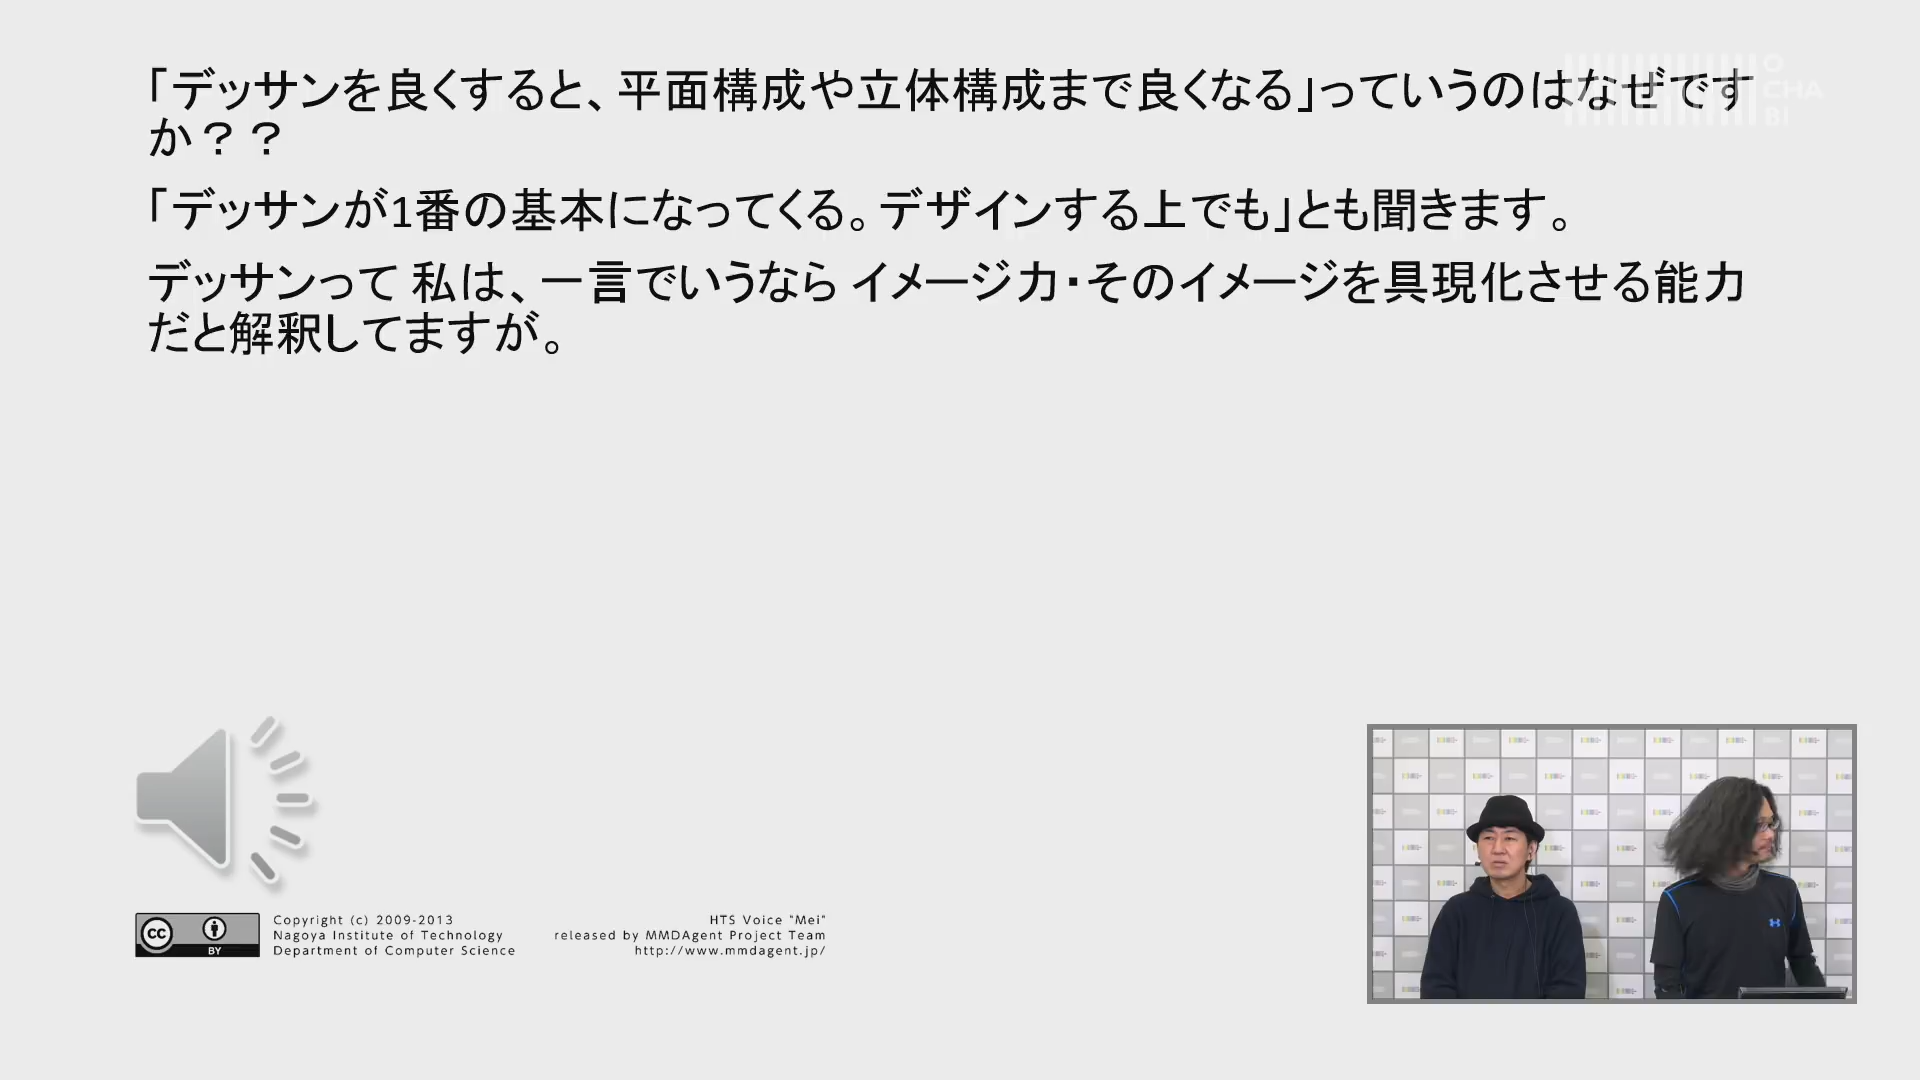 「デッサンを良くすると、平面構成や立体構成まで良くなる」っていうのはなぜです
か？？
「デッサンが1番の基本になってくる。デザインする上でも」とも聞きます。
デッサンって 私は、一言でいうなら イメージ力・そのイメージを具現化させる能力
だと解釈してますが。
O
CHA
BI
cc
BY
Copyright (c) 2009-2013
Nagoya Institute of Technology
Department of Computer Science
HTS Voice "Mei"
released by MMDAgent Project Team
http://www.mmdagent.jp/